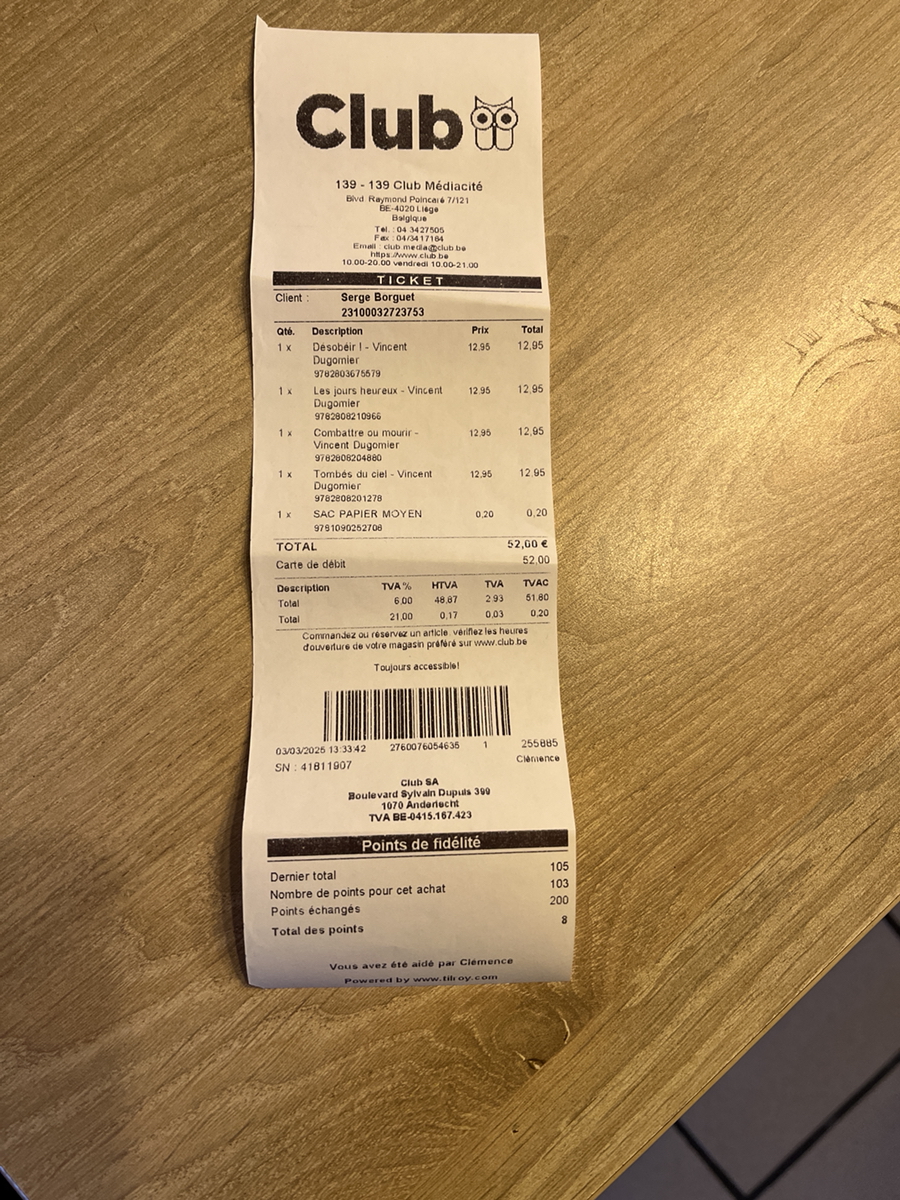 Club
139 - 139 Club Médiacité
Blvd Raymond Poincaré 7/121
BE-4020 Liège
Belgique
Tél. : 04 3427505
Fax : 04/3417184
Email : club.media@club.be
https://www.club.be
10.00-20.00 vendredi 10.00-21.00
TICKET
Client : Serge Borguet
23100032723753
Qté. Description Prix Total
1 x Désobéir ! - Vincent 12,95 12,95
Dugomier
9782803675579
1 x Les jours heureux - Vincent 12,95 12,95
Dugomier
9782808210966
1 x Combattre ou mourir - 12,95 12,95
Vincent Dugomier
9782808204880
1 x Tombés du ciel - Vincent 12,95 12,95
Dugomier
9782808201278
1 x SAC PAPIER MOYEN 0,20 0,20
9791090252706
TOTAL 52,00 €
Carte de débit 52,00
Description TVA % HTVA TVA TVAC
Total 6,00 48,87 2,93 51,80
Total 21,00 0,17 0,03 0,20
Commandez ou réservez un article, vérifiez les heures
d'ouverture de votre magasin préféré sur www.club.be
Toujours accessible!
03/03/2025 13:33:42 2760076054635 1 255885
SN : 41811907 Clémence
Club SA
Boulevard Sylvain Dupuis 399
1070 Anderlecht
TVA BE-0415.167.423
Points de fidélité
Dernier total 105
Nombre de points pour cet achat 103
Points échangés 200
Total des points 8
Vous avez été aidé par Clémence
Powered by www.tilroy.com